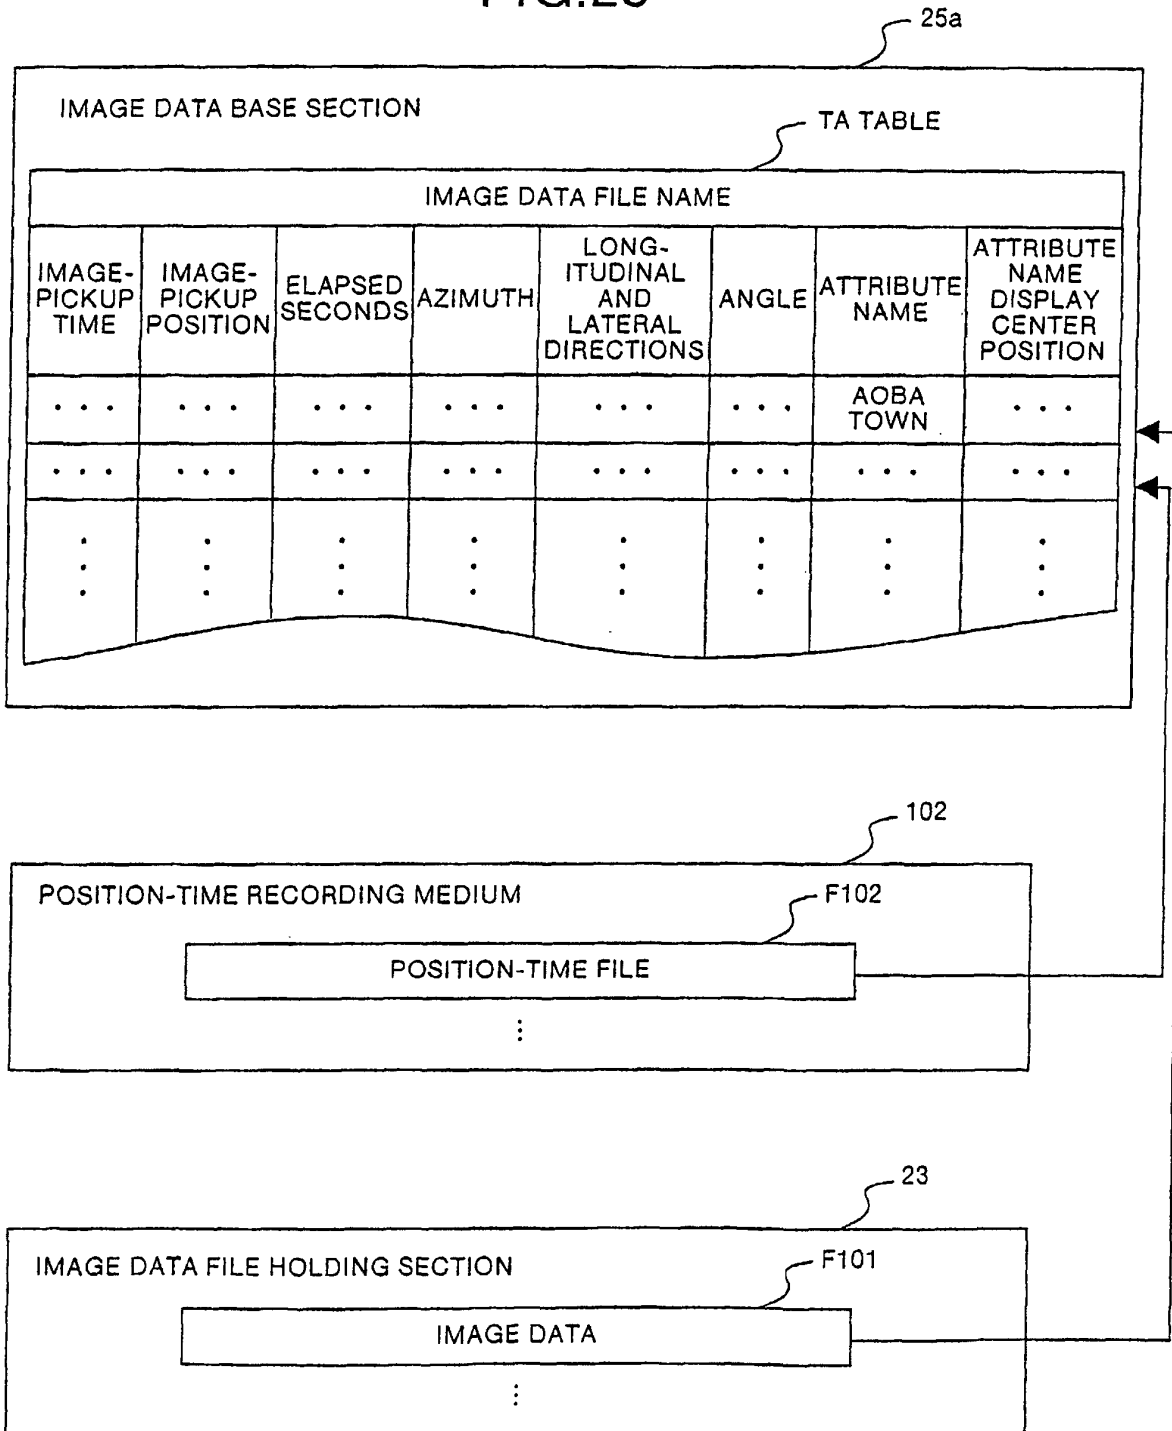 25a
IMAGE DATA BASE SECTION
TA TABLE
IMAGE DATA FILE NAME
IMAGE-
PICKUP
TIME
IMAGE-
PICKUP
POSITION
ELAPSED
SECONDS
AZIMUTH
LONG-
ITUDINAL
AND
LATERAL
DIRECTIONS
ANGLE
ATTRIBUTE
NAME
ATTRIBUTE
NAME
DISPLAY
CENTER
POSITION
AOBA
TOWN
102
POSITION-TIME RECORDING MEDIUM
F102
POSITION-TIME FILE
23
IMAGE DATA FILE HOLDING SECTION
F101
IMAGE DATA